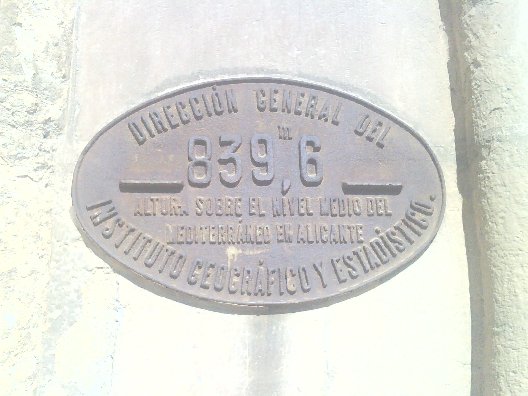 DIRECCIÓN GENERAL DEL
839,6 m
ALTURA SOBRE EL NIVEL MEDIO DEL
MEDITERRÁNEO EN ALICANTE
INSTITUTO GEOGRÁFICO Y ESTADÍSTICO.